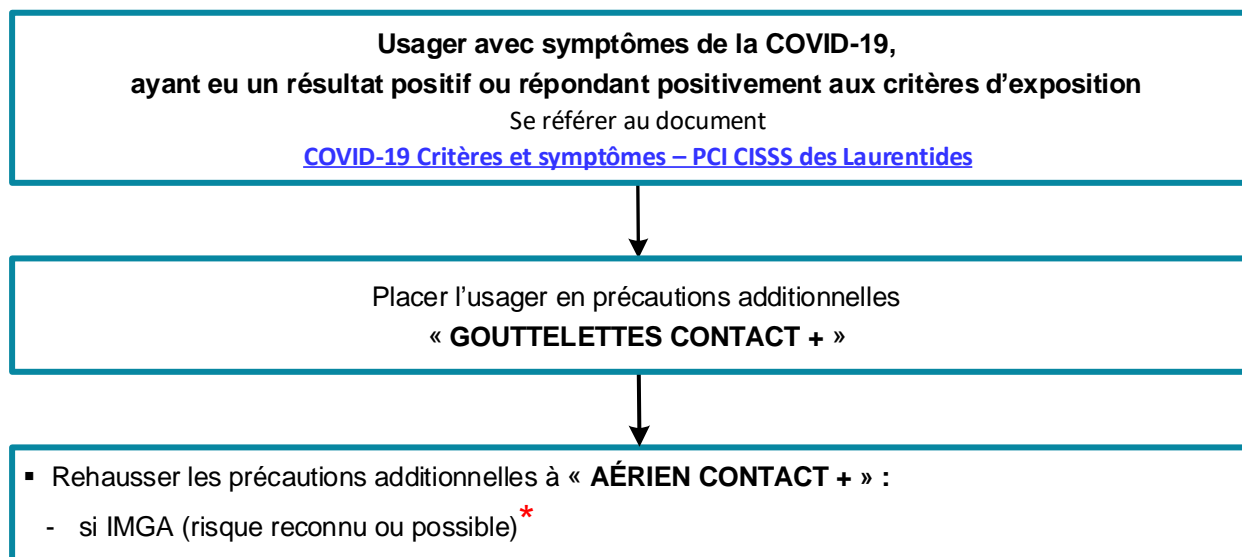 Usager avec symptômes de la COVID-19,
ayant eu un résultat positif ou répondant positivement aux critères d’exposition
Se référer au document
COVID-19 Critères et symptômes – PCI CISSS des Laurentides
Placer l’usager en précautions additionnelles
« GOUTTELETTES CONTACT + »
▪ Rehausser les précautions additionnelles à « AÉRIEN CONTACT + » :
- si IMGA (risque reconnu ou possible)*